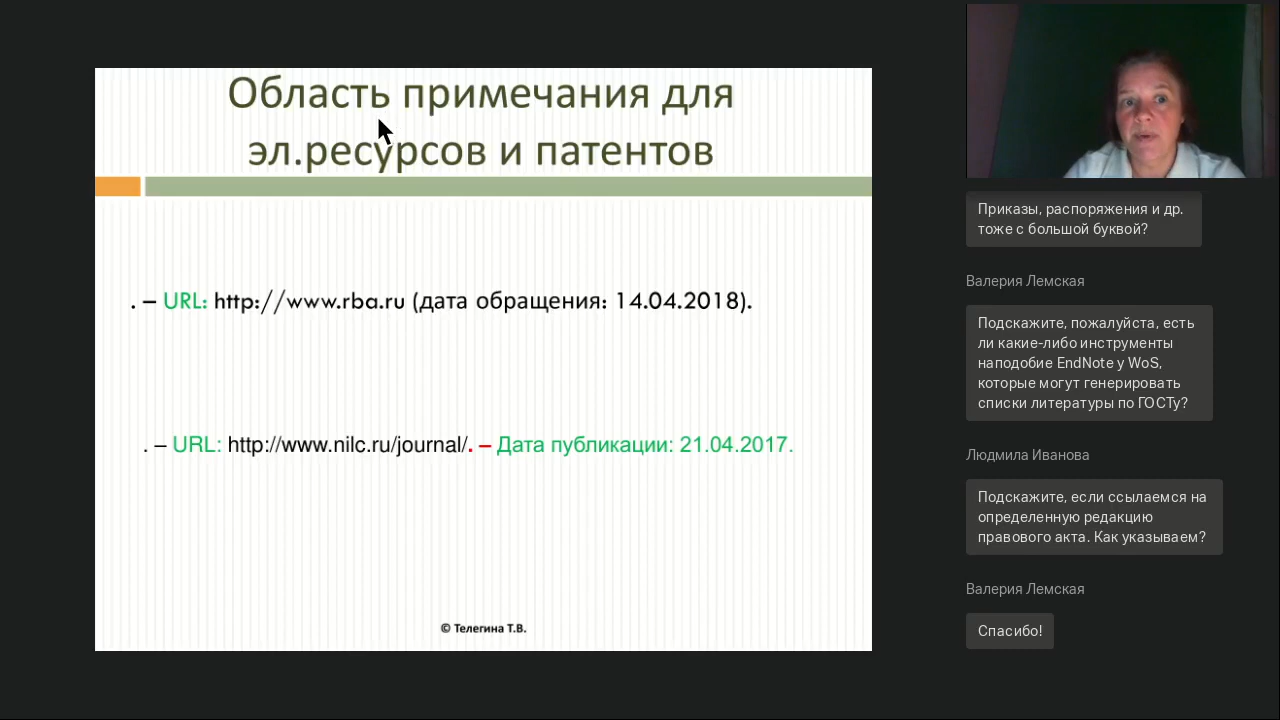 Область примечания для
эл.ресурсов и патентов
. – URL: http://www.rba.ru (дата обращения: 14.04.2018).
. – URL: http://www.nilc.ru/journal/. – Дата публикации: 21.04.2017.
© Телегина Т.В.
Приказы, распоряжения и др.
тоже с большой буквой?
Валерия Лемская
Подскажите, пожалуйста, есть
ли какие-либо инструменты
наподобие EndNote у WoS,
которые могут генерировать
списки литературы по ГОСТу?
Людмила Иванова
Подскажите, если ссылаемся на
определенную редакцию
правового акта. Как указываем?
Валерия Лемская
Спасибо!